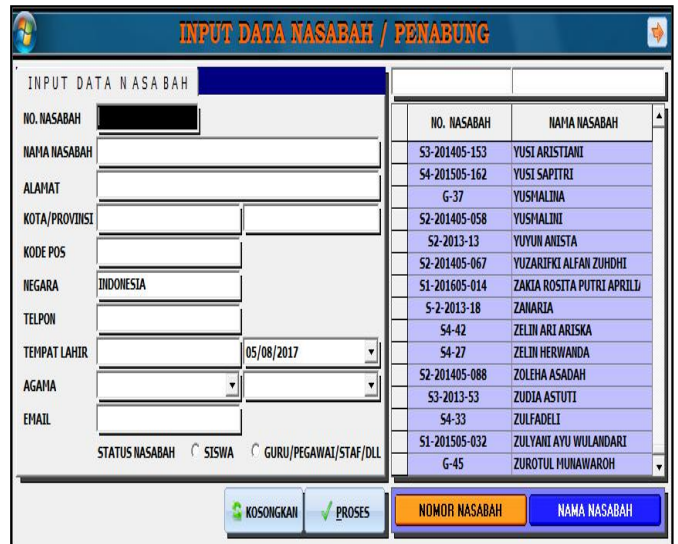 INPUT DATA NASABAH / PENABUNG
INPUT DATA NASABAH
NO. NASABAH
NAMA NASABAH
ALAMAT
KOTA/PROVINSI
KODE POS
NEGARA INDONESIA
TELPON
TEMPAT LAHIR 05/08/2017
AGAMA
EMAIL
STATUS NASABAH SISWA GURU/PEGAWAI/STAF/DLL
KOSONGKAN PROSES
NO. NASABAH NAMA NASABAH
S3-201405-153 YUSI ARISTIANI
S4-201505-162 YUSI SAPITRI
G-37 YUSMALINA
S2-201405-058 YUSMALINI
S2-2013-13 YUYUN ANISTA
S2-201405-067 YUZARIFKI ALFAN ZUHDHI
S1-201605-014 ZAKIA ROSITA PUTRI APRILI
S-2-2013-18 ZANARIA
S4-42 ZELIN ARI ARISKA
S4-27 ZELIN HERWANDA
S2-201405-088 ZOLEHA ASADAH
S3-2013-53 ZUDIA ASTUTI
S4-33 ZULFADELI
S1-201505-032 ZULYANI AYU WULANDARI
G-45 ZUROTUL MUNAWAROH
NOMOR NASABAH NAMA NASABAH